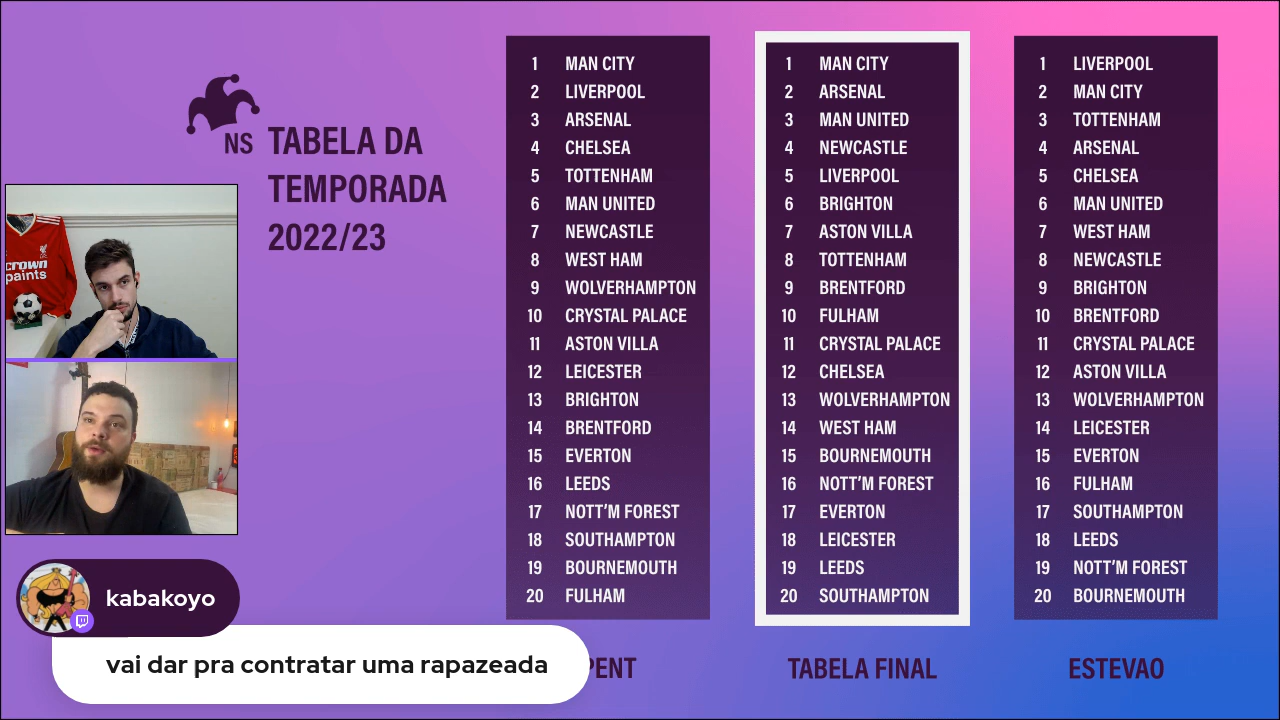 NS
TABELA DA
TEMPORADA
2022/23
crown
paints
kabakoyo
vai dar pra contratar uma rapazeada
1 MAN CITY
2 LIVERPOOL
3 ARSENAL
4 CHELSEA
5 TOTTENHAM
6 MAN UNITED
7 NEWCASTLE
8 WEST HAM
9 WOLVERHAMPTON
10 CRYSTAL PALACE
11 ASTON VILLA
12 LEICESTER
13 BRIGHTON
14 BRENTFORD
15 EVERTON
16 LEEDS
17 NOTT’M FOREST
18 SOUTHAMPTON
19 BOURNEMOUTH
20 FULHAM
PENT
1 MAN CITY
2 ARSENAL
3 MAN UNITED
4 NEWCASTLE
5 LIVERPOOL
6 BRIGHTON
7 ASTON VILLA
8 TOTTENHAM
9 BRENTFORD
10 FULHAM
11 CRYSTAL PALACE
12 CHELSEA
13 WOLVERHAMPTON
14 WEST HAM
15 BOURNEMOUTH
16 NOTT’M FOREST
17 EVERTON
18 LEICESTER
19 LEEDS
20 SOUTHAMPTON
TABELA FINAL
1 LIVERPOOL
2 MAN CITY
3 TOTTENHAM
4 ARSENAL
5 CHELSEA
6 MAN UNITED
7 WEST HAM
8 NEWCASTLE
9 BRIGHTON
10 BRENTFORD
11 CRYSTAL PALACE
12 ASTON VILLA
13 WOLVERHAMPTON
14 LEICESTER
15 EVERTON
16 FULHAM
17 SOUTHAMPTON
18 LEEDS
19 NOTT’M FOREST
20 BOURNEMOUTH
ESTEVAO